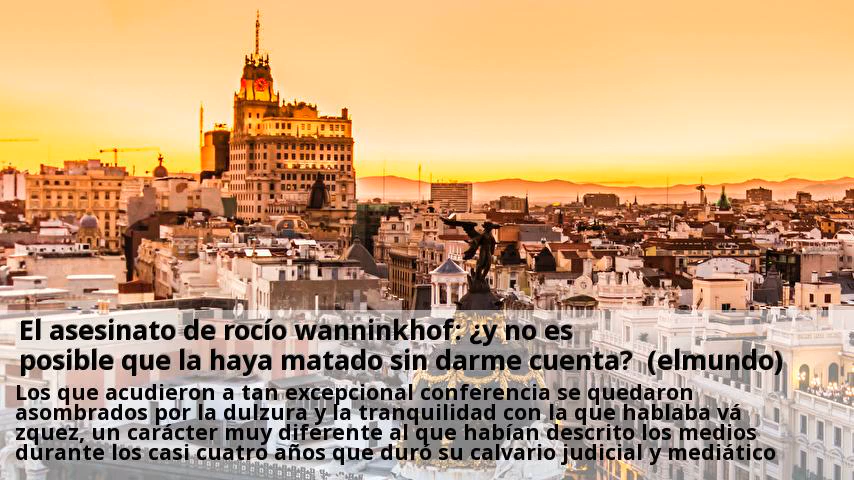 El asesinato de rocío wanninkhof: ¿y no es
posible que la haya matado sin darme cuenta? (elmundo)
Los que acudieron a tan excepcional conferencia se quedaron
asombrados por la dulzura y la tranquilidad con la que hablaba vá
zquez, un carácter muy diferente al que habían descrito los medios
durante los casi cuatro años que duró su calvario judicial y mediático